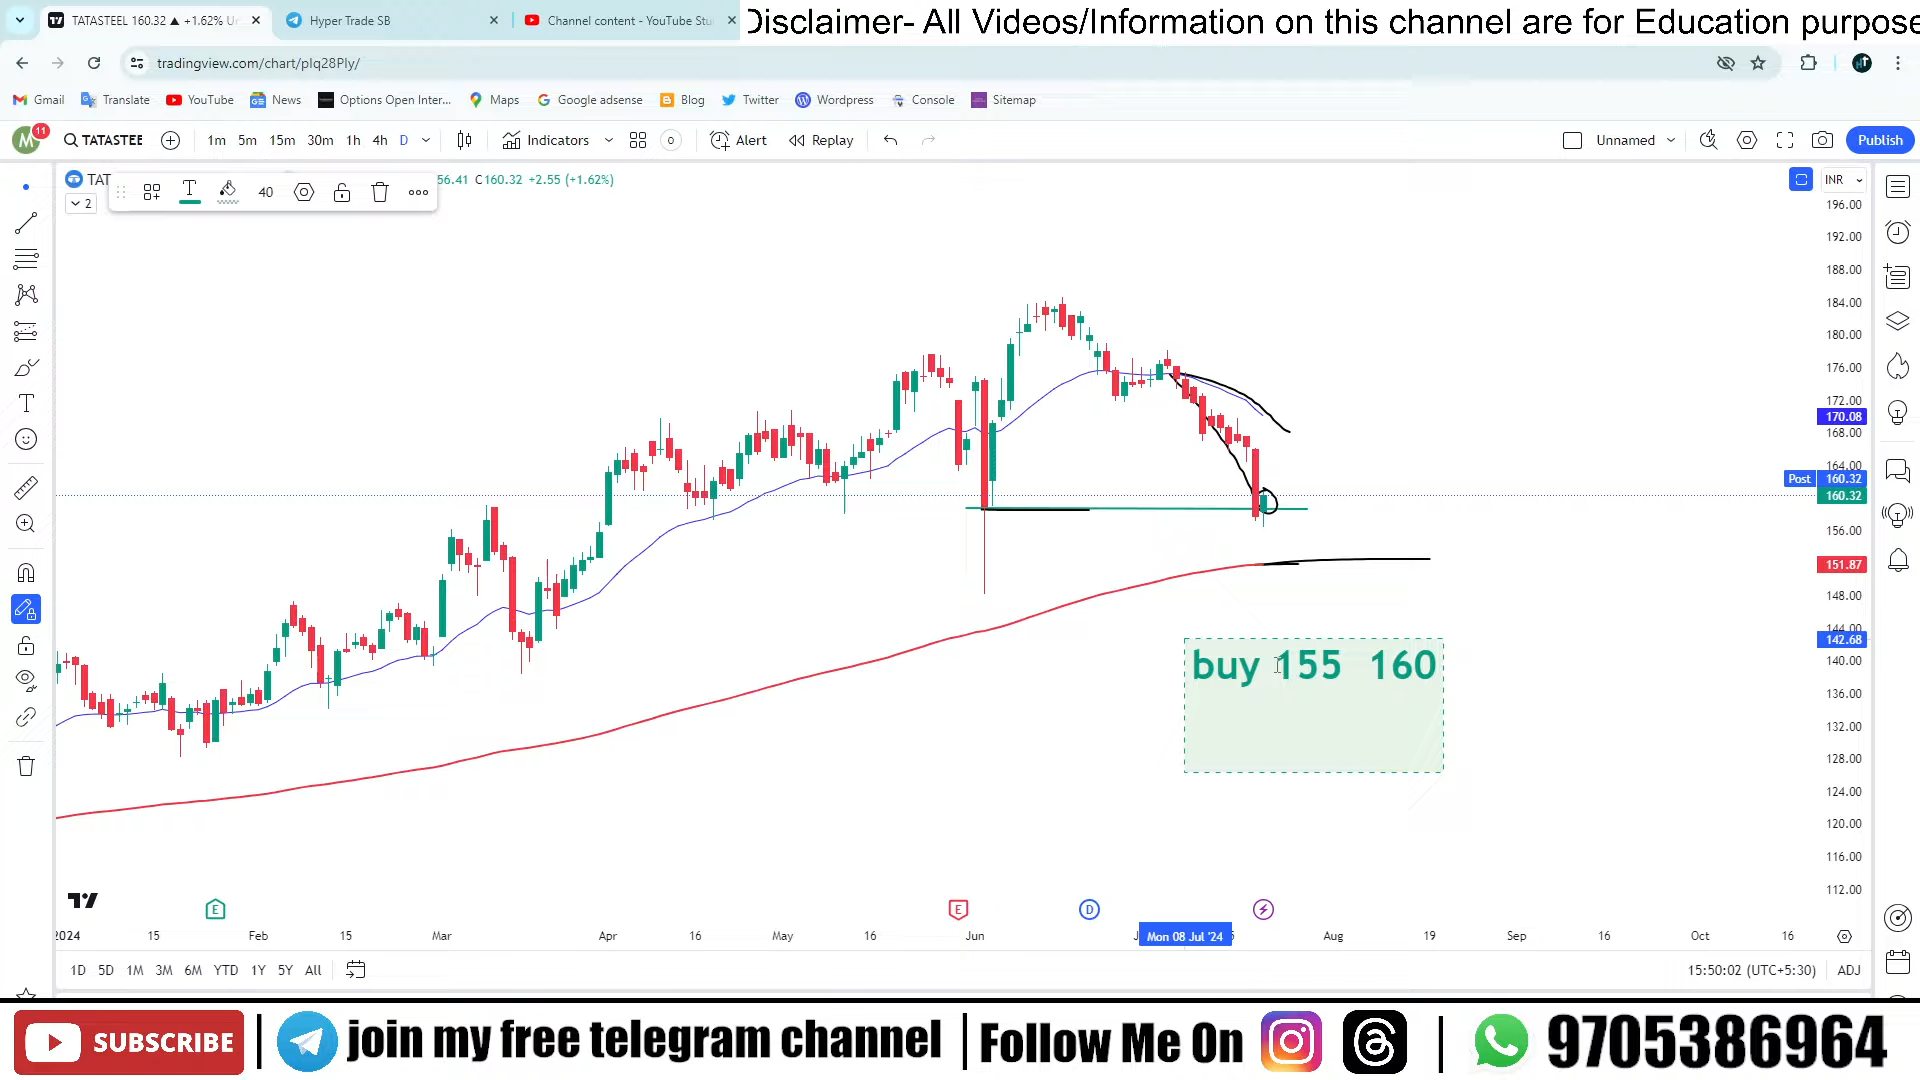 TATASTEEL 160.32 ▲ +1.62% Un
Hyper Trade SB
Channel content - YouTube Stu
Disclaimer- All Videos/Information on this channel are for Education purpose
tradingview.com/chart/pIq28Ply/
Gmail
Translate
YouTube
News
Options Open Inter...
Maps
Google adsense
Blog
Twitter
Wordpress
Console
Sitemap
M
11
TATASTEE
1m 5m 15m 30m 1h 4h D
Indicators
Alert
Replay
Unnamed
Publish
TAT
56.41 C160.32 +2.55 (+1.62%)
INR
2
T
40
196.00
192.00
188.00
184.00
180.00
176.00
172.00
170.08
168.00
164.00
Post 160.32
160.32
156.00
151.87
148.00
144.00
142.68
140.00
136.00
132.00
128.00
124.00
120.00
116.00
112.00
buy 155 160
E
E
D
2024 15 Feb 15 Mar Apr 16 May 16 Jun Mon 08 Jul '24 Aug 19 Sep 16 Oct 16
1D 5D 1M 3M 6M YTD 1Y 5Y All
15:50:02 (UTC+5:30) ADJ
SUBSCRIBE | join my free telegram channel | Follow Me On | 9705386964